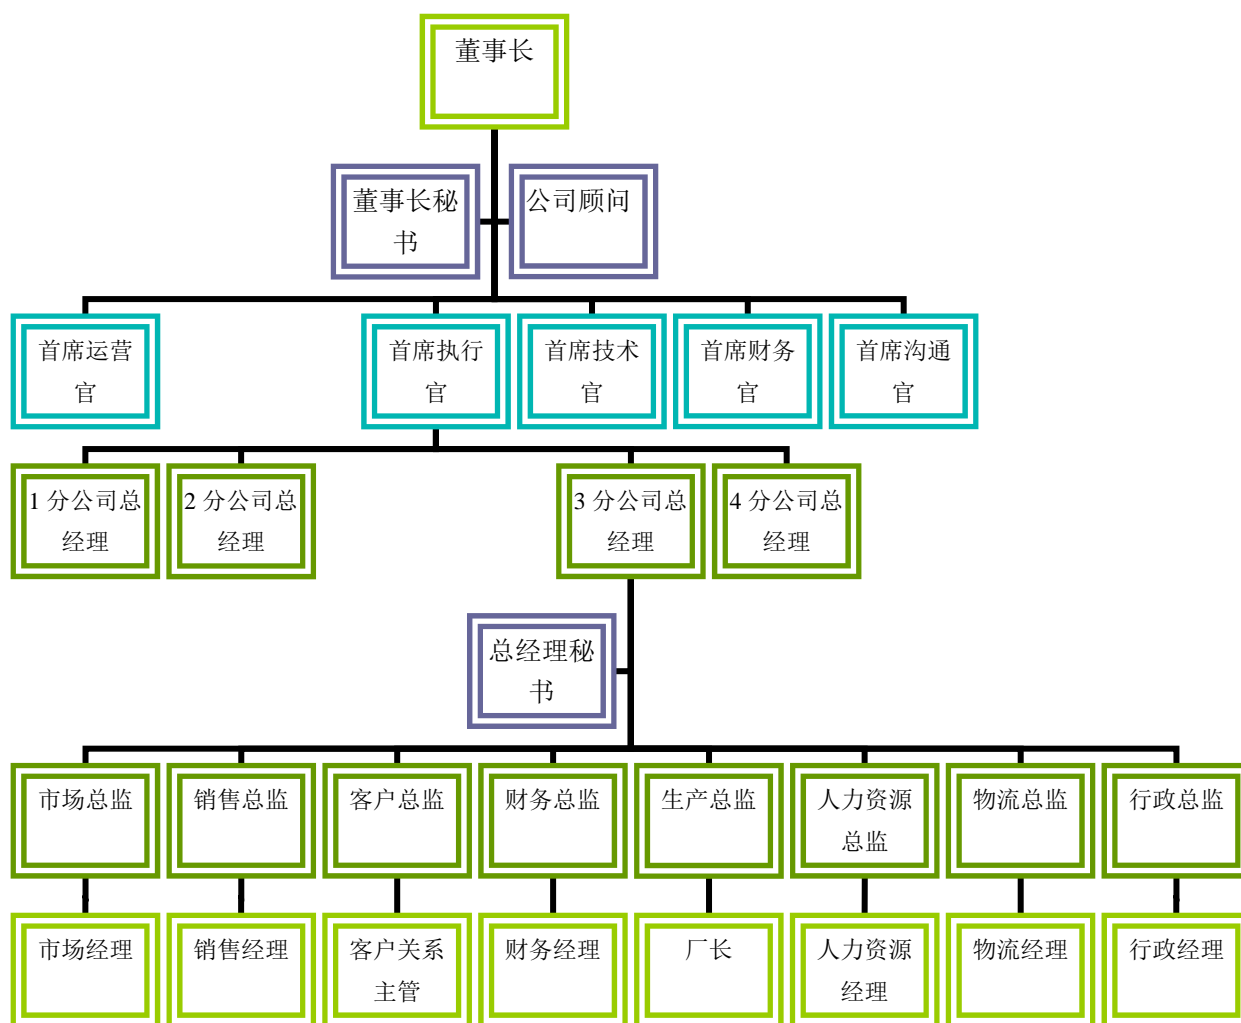 董事长
董事长秘
书
公司顾问
首席运营
官
首席执行
官
首席技术
官
首席财务
官
首席沟通
官
1 分公司总
经理
2 分公司总
经理
3 分公司总
经理
4 分公司总
经理
总经理秘
书
市场总监
销售总监
客户总监
财务总监
生产总监
人力资源
总监
物流总监
行政总监
市场经理
销售经理
客户关系
主管
财务经理
厂长
人力资源
经理
物流经理
行政经理